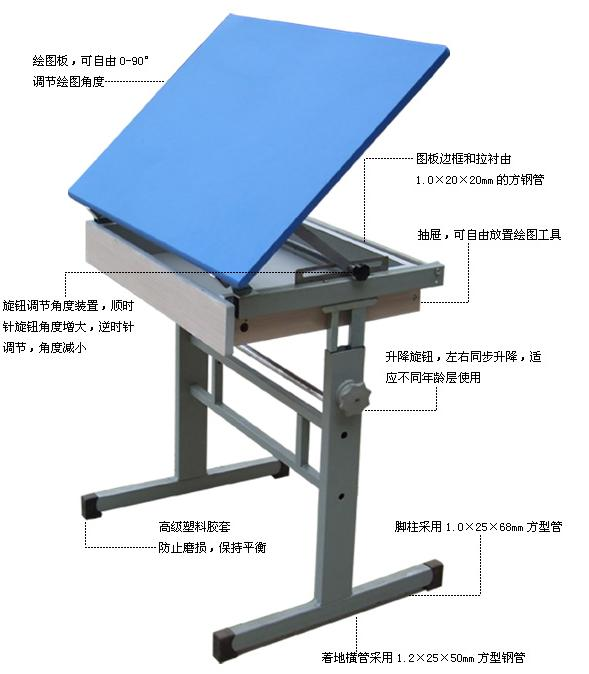 绘图板，可自由0-90°
调节绘图角度
图板边框和拉衬由
1.0×20×20mm的方钢管
抽屉，可自由放置绘图工具
旋钮调节角度装置，顺时
针旋钮角度增大，逆时针
调节，角度减小
升降旋钮，左右同步升降，适
应不同年龄层使用
高级塑料胶套
防止磨损，保持平衡
脚柱采用1.0×25×68mm方型管
着地横管采用1.2×25×50mm方型钢管